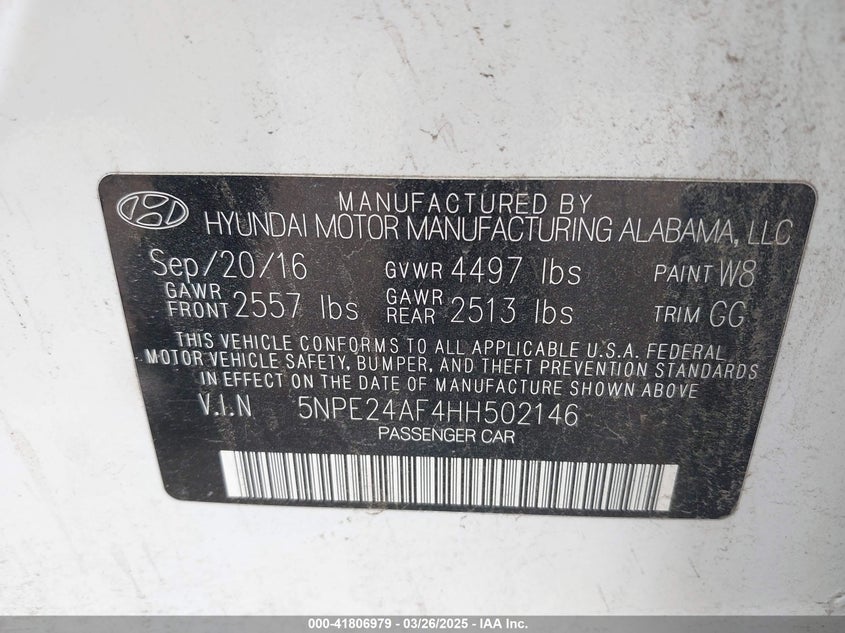 MANUFACTURED BY
HYUNDAI MOTOR MANUFACTURING ALABAMA, LLC
Sep/20/16 GVWR 4497 lbs PAINT W8
GAWR FRONT 2557 lbs GAWR REAR 2513 lbs TRIM GG
THIS VEHICLE CONFORMS TO ALL APPLICABLE U.S.A. FEDERAL
MOTOR VEHICLE SAFETY, BUMPER, AND THEFT PREVENTION STANDARDS
IN EFFECT ON THE DATE OF MANUFACTURE SHOWN ABOVE
V.I.N 5NPE24AF4HH502146
PASSENGER CAR
000-41806979 - 03/26/2025 - IAA Inc.